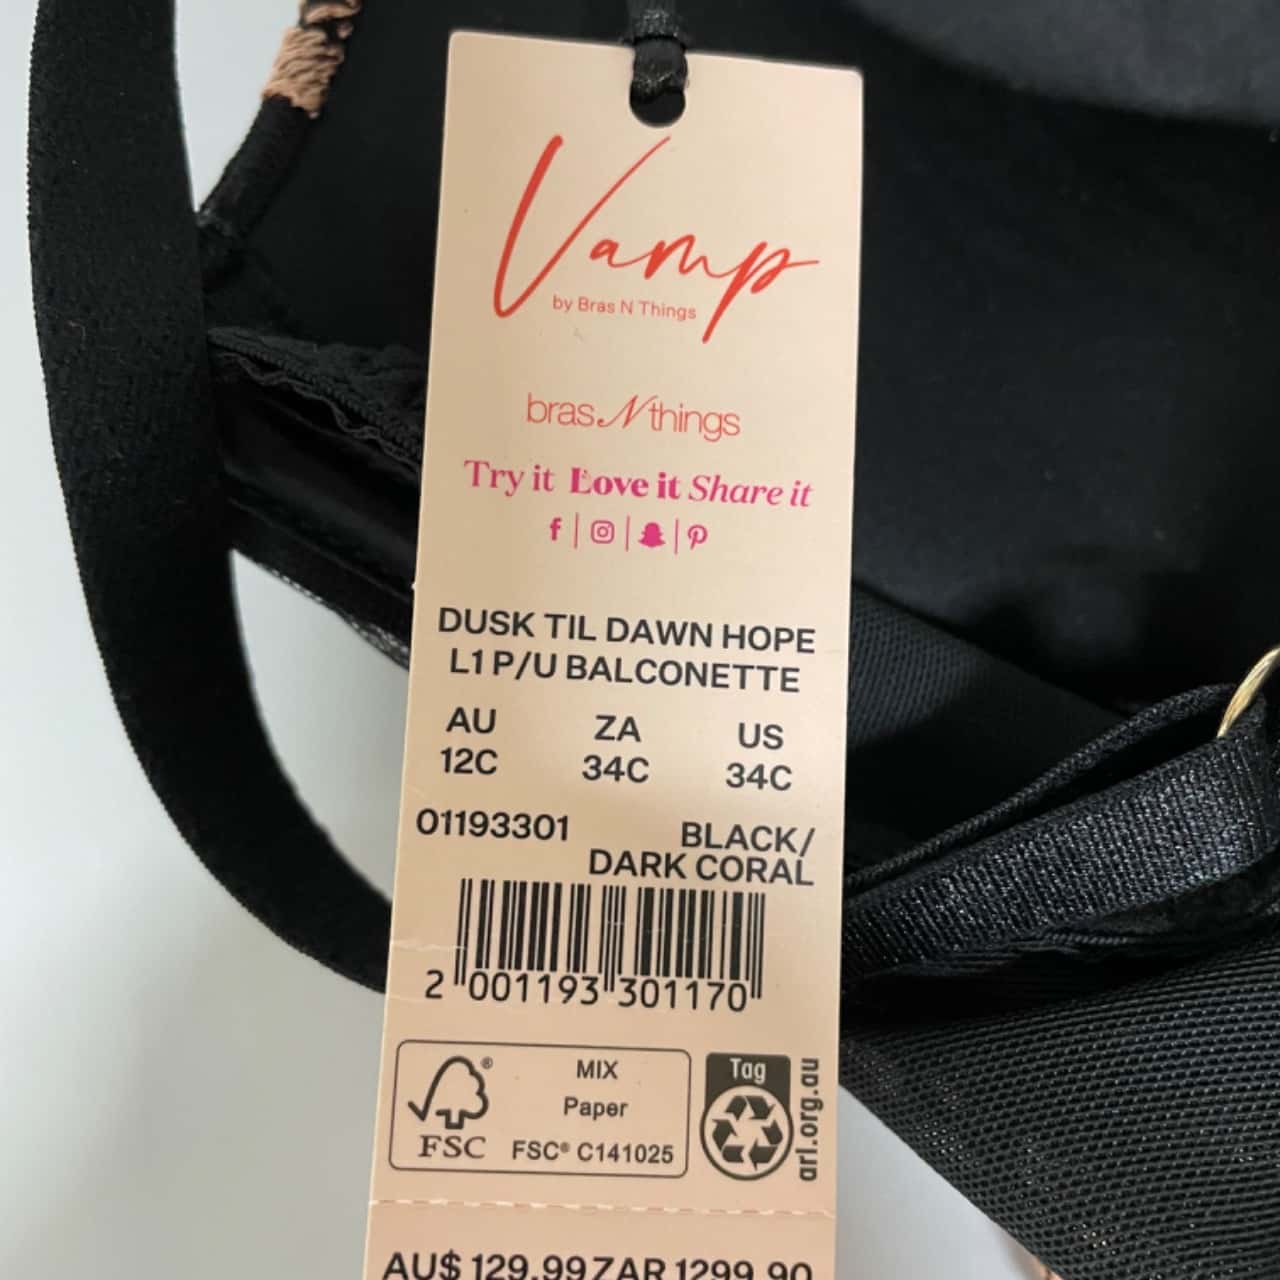 Vamp
by Bras N Things
bras N things
Try it Love it Share it
DUSK TIL DAWN HOPE
L1 P/U BALCONETTE
AU ZA US
12C 34C 34C
01193301 BLACK/
DARK CORAL
2 001193 301170
Tag
MIX
Paper
FSC® C141025
FSC
arl.org.au
AU$ 129.99 ZAR 1299.90